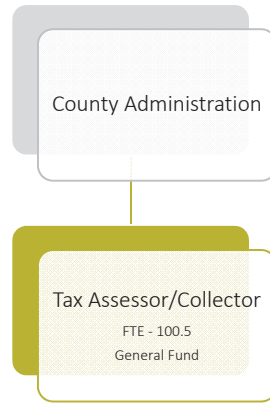 County Administration
Tax Assessor/Collector
FTE - 100.5
General Fund